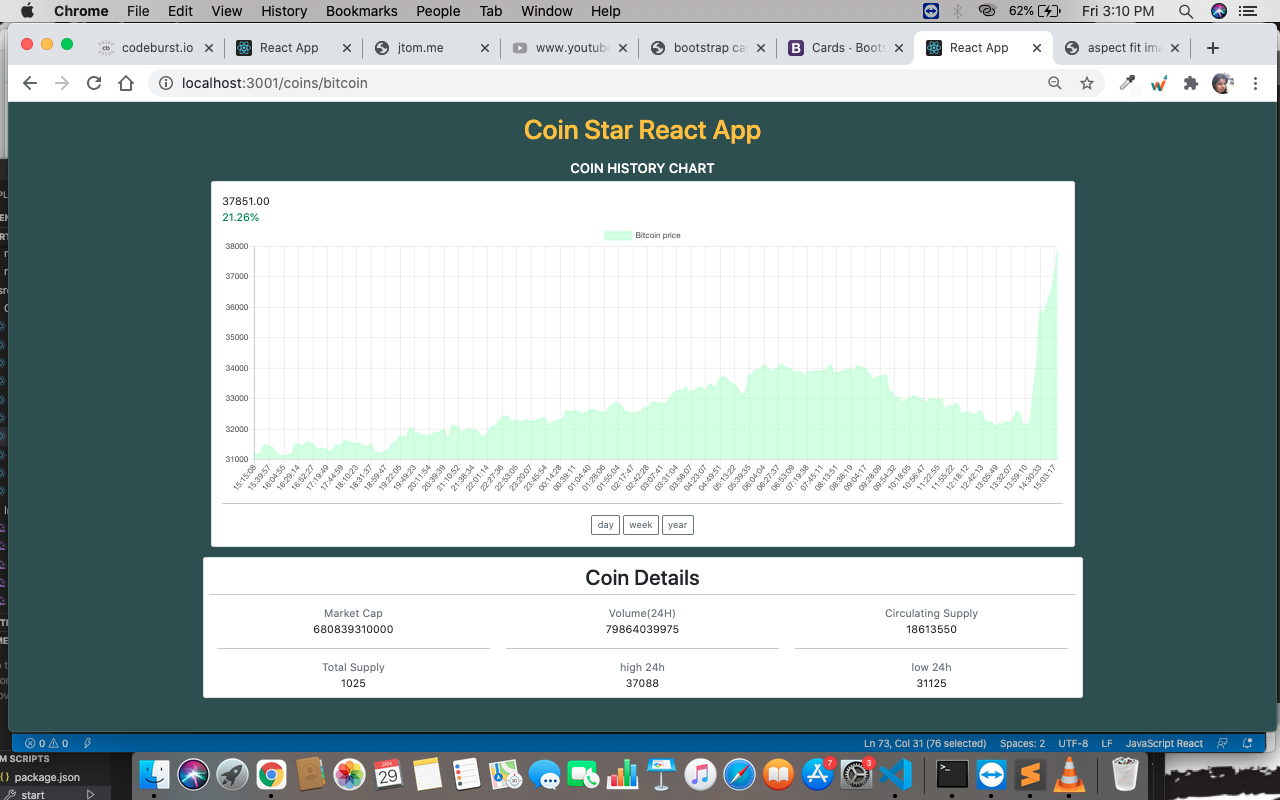 Chrome File Edit View History Bookmarks People Tab Window Help 62% Fri 3:10 PM
codeburst.io React App jtom.me www.youtube bootstrap ca Cards · Boots React App aspect fit ima
localhost:3001/coins/bitcoin
Coin Star React App
COIN HISTORY CHART
37851.00
21.26%
Bitcoin price
38000
37000
36000
35000
34000
33000
32000
31000
15:15:08 15:39:57 16:04:55 16:29:14 16:52:27 17:19:49 17:44:59 18:10:23 18:31:37 18:59:47 19:22:05 19:49:23 20:11:54 20:39:39 21:10:52 21:36:34 22:01:14 22:27:36 22:53:05 23:20:07 23:45:54 00:14:28 00:39:11 01:04:40 01:28:06 01:55:04 02:17:47 02:42:28 03:07:41 03:31:04 03:58:07 04:23:07 04:49:51 05:13:22 05:39:35 06:04:04 06:27:37 06:53:09 07:19:38 07:45:11 08:13:51 08:38:19 09:04:17 09:28:09 09:54:32 10:18:05 10:56:47 11:22:55 11:55:22 12:18:12 12:42:13 13:05:49 13:32:07 13:59:10 14:30:33 15:03:17
day week year
Coin Details
Market Cap Volume(24H) Circulating Supply
680839310000 79864039975 18613550
Total Supply high 24h low 24h
1025 37088 31125
0 0 Ln 73, Col 31 (76 selected) Spaces: 2 UTF-8 LF JavaScript React
M SCRIPTS
package.json
start
JAN
29
7
3